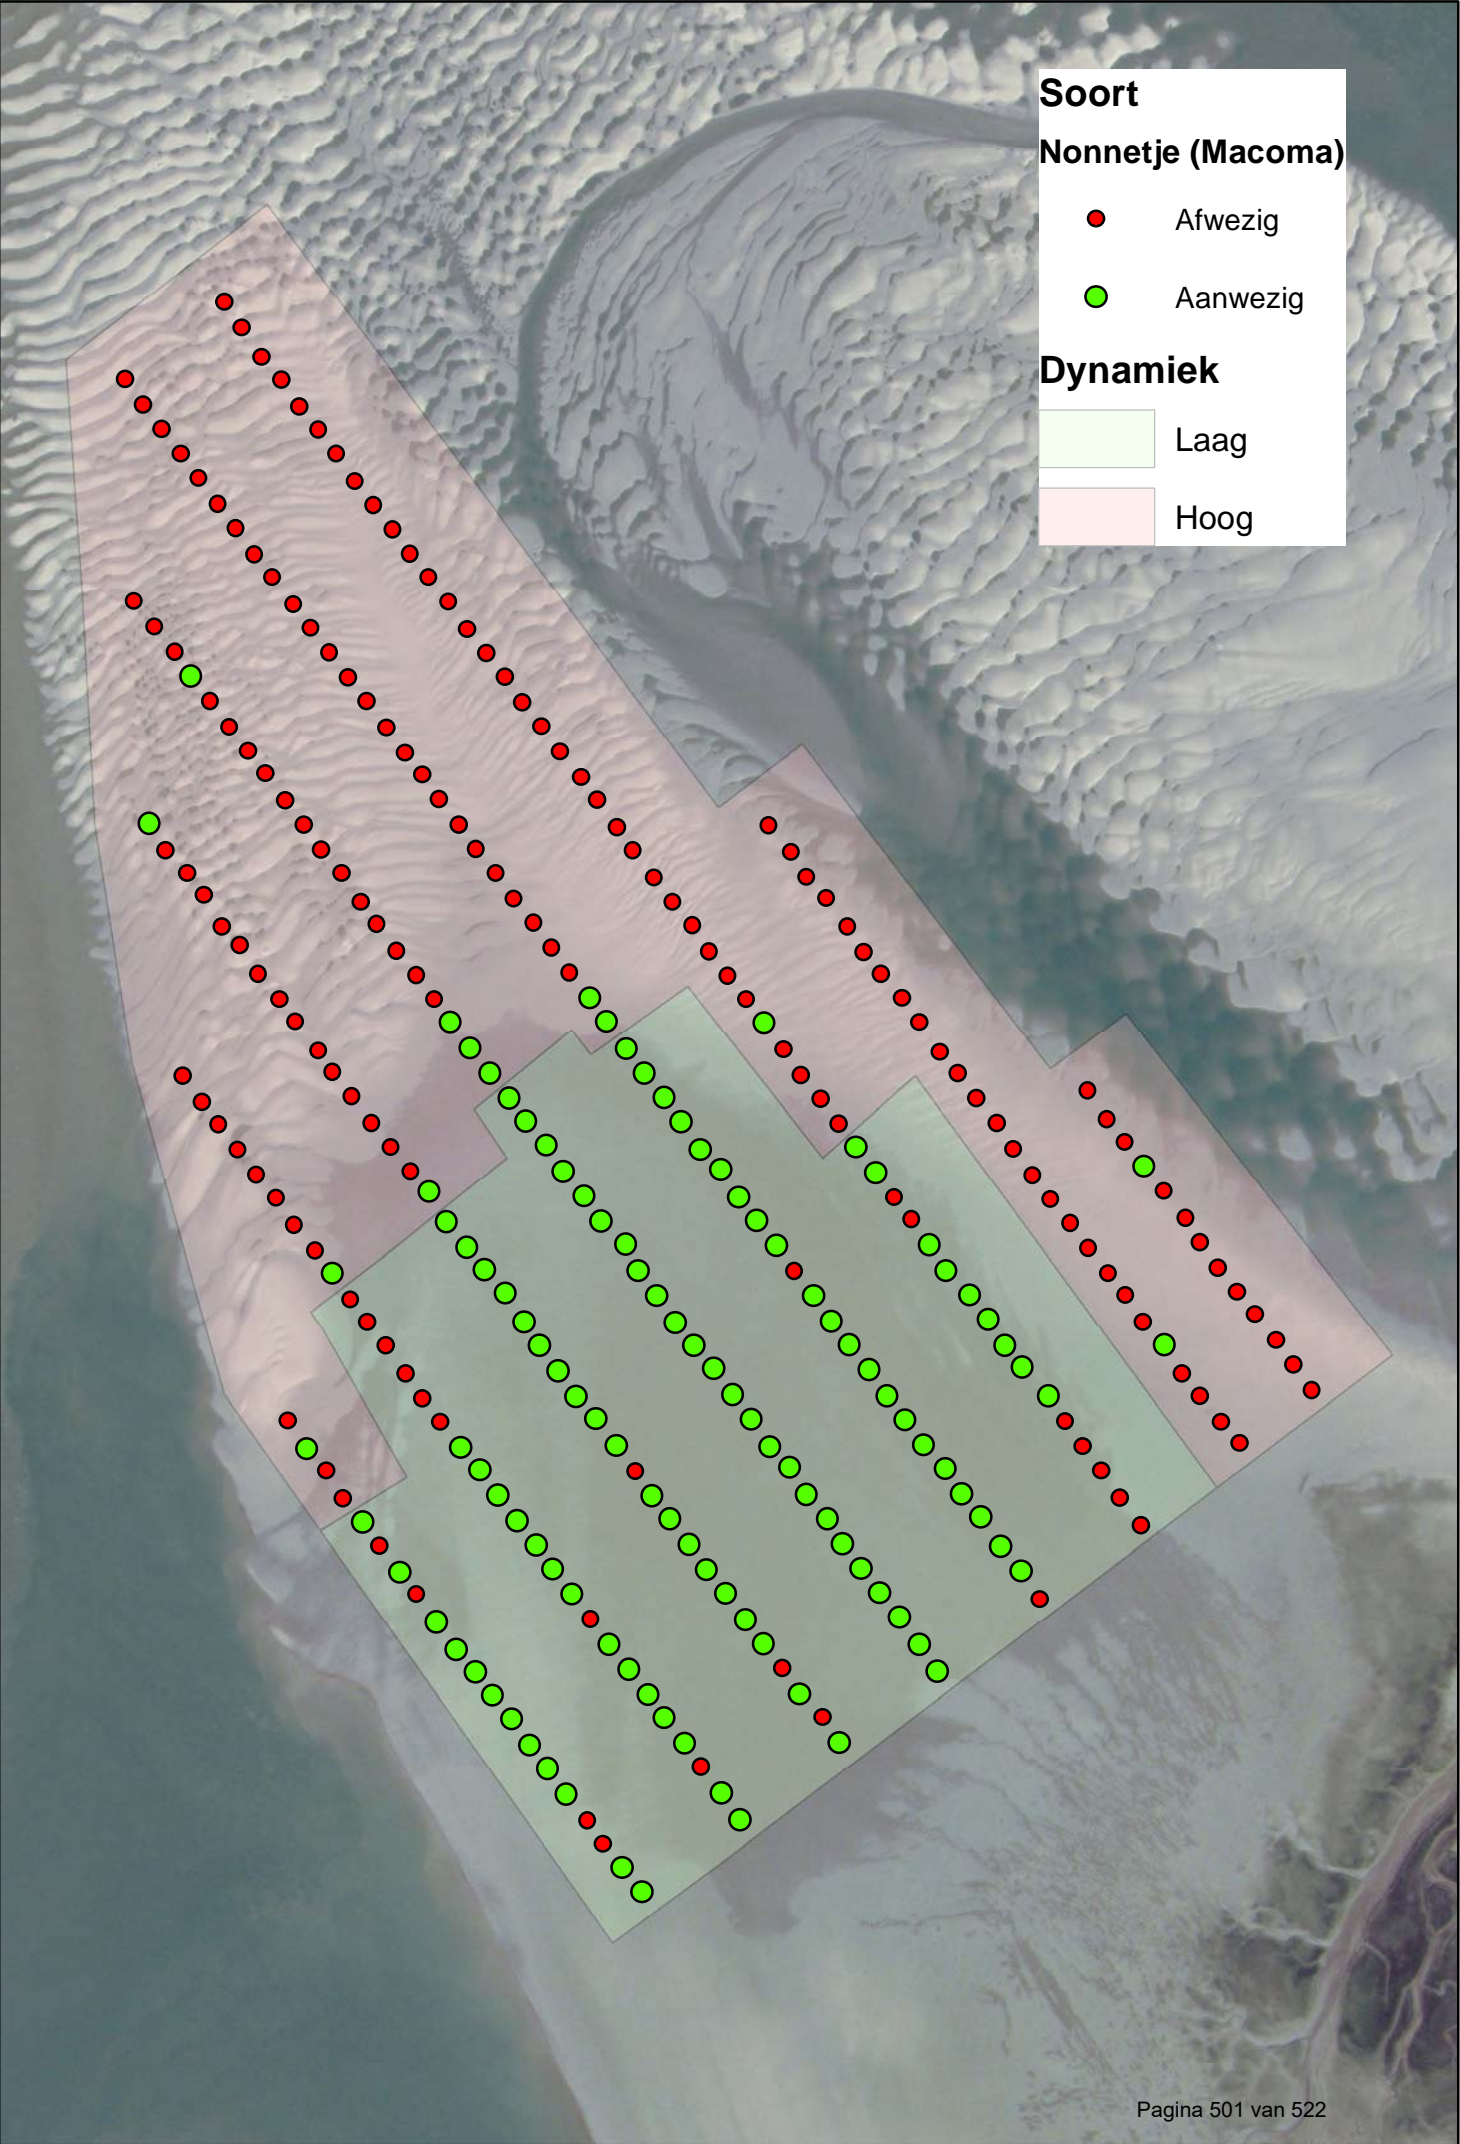 Soort
Nonnetje (Macoma)
Afwezig
Aanwezig
Dynamiek
Laag
Hoog
Pagina 501 van 522